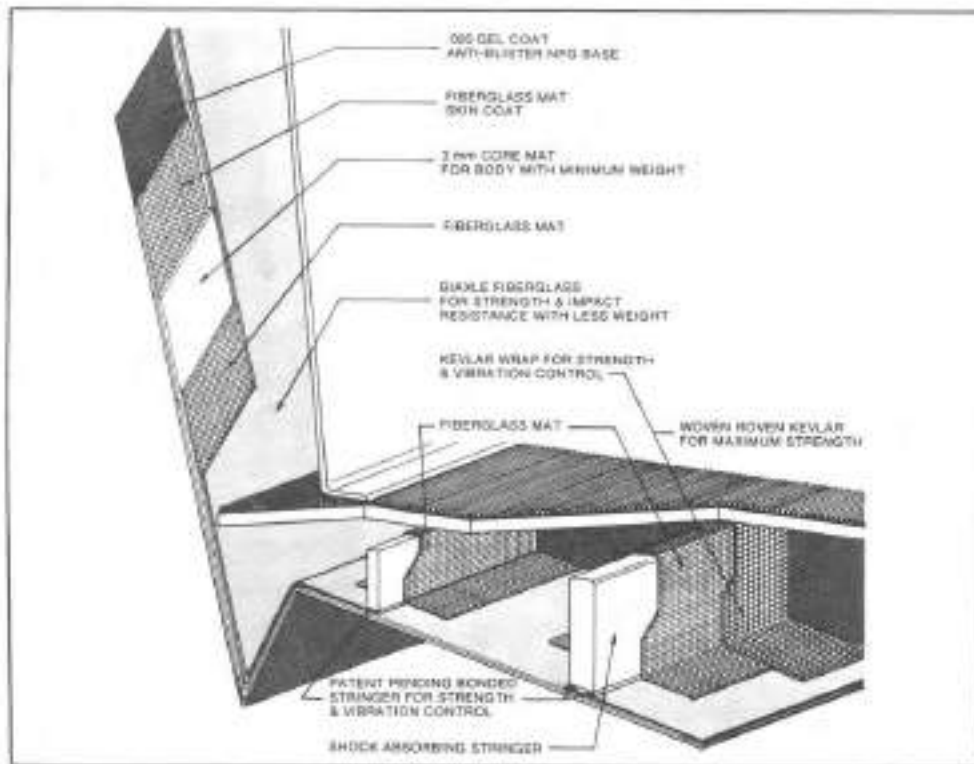 GEL COAT
ANTI-BLISTER NPG BASE
FIBERGLASS MAT
SKIN COAT
3 mm CORE MAT
FOR BODY WITH MINIMUM WEIGHT
FIBERGLASS MAT
BIAXLE FIBERGLASS
FOR STRENGTH & IMPACT
RESISTANCE WITH LESS WEIGHT
KEVLAR WRAP FOR STRENGTH
& VIBRATION CONTROL
FIBERGLASS MAT
WOVEN ROVEN KEVLAR
FOR MAXIMUM STRENGTH
PATENT PENDING BONDED
STRINGER FOR STRENGTH
& VIBRATION CONTROL
SHOCK ABSORBING STRINGER